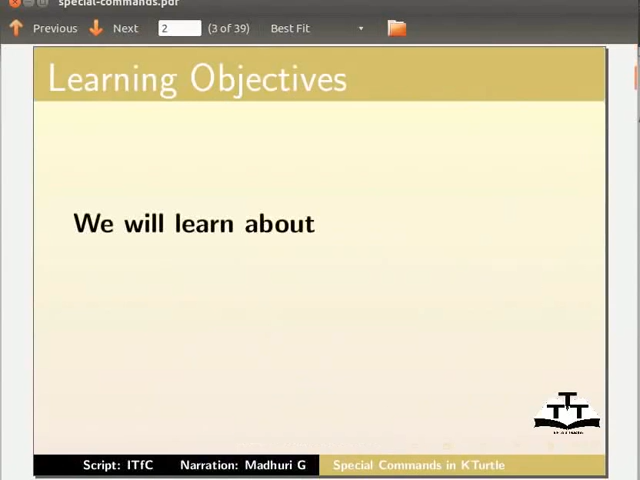 special-commands.pdf
Previous Next 2 (3 of 39) Best Fit
Learning Objectives
We will learn about
TTT
Script: ITfC Narration: Madhuri G Special Commands in KTurtle